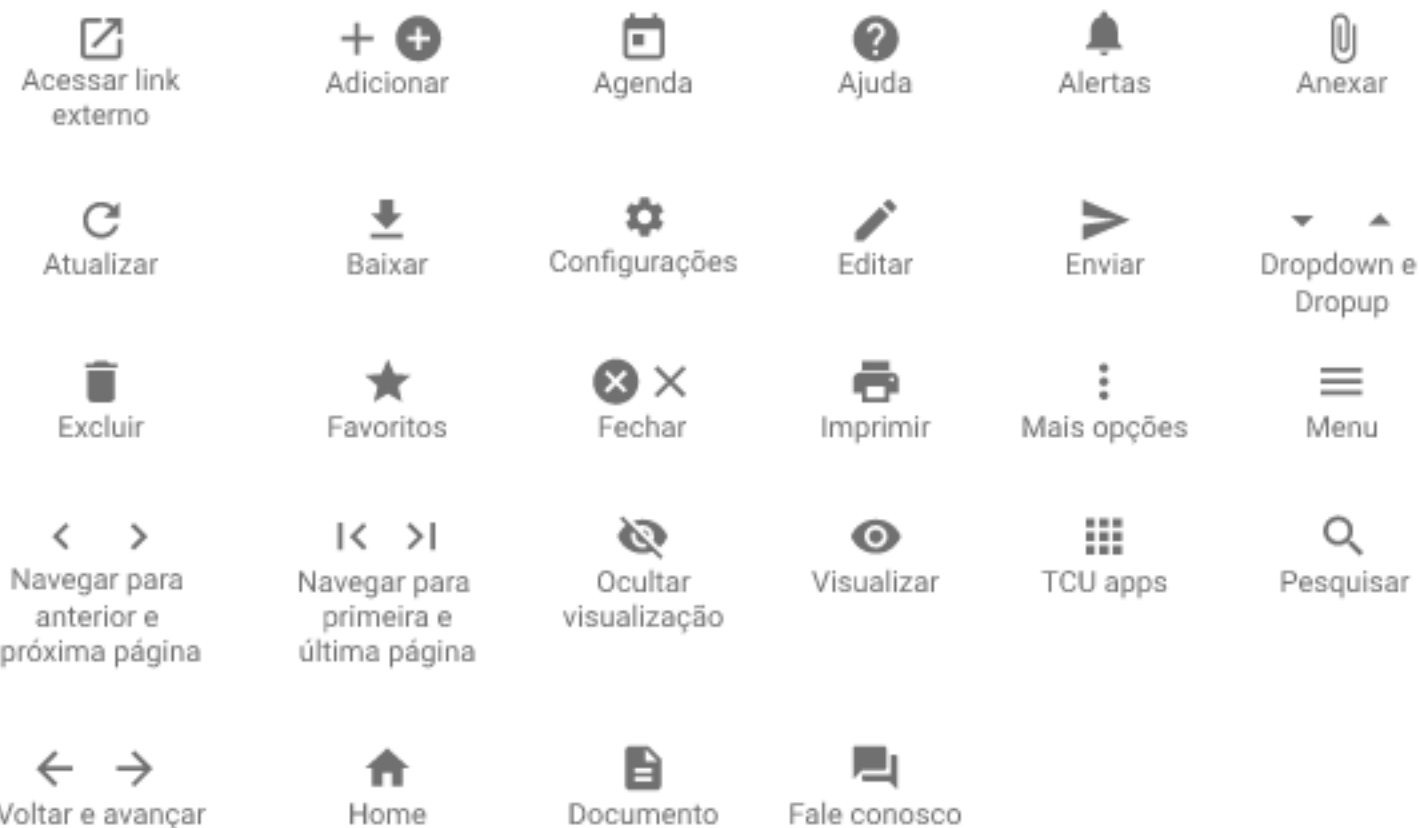 Acessar link
externo
Adicionar
Agenda
Ajuda
Alertas
Anexar
Atualizar
Baixar
Configurações
Editar
Enviar
Dropdown e
Dropup
Excluir
Favoritos
Fechar
Imprimir
Mais opções
Menu
Navegar para
anterior e
próxima página
Navegar para
primeira e
última página
Ocultar
visualização
Visualizar
TCU apps
Pesquisar
Voltar e avançar
Home
Documento
Fale conosco